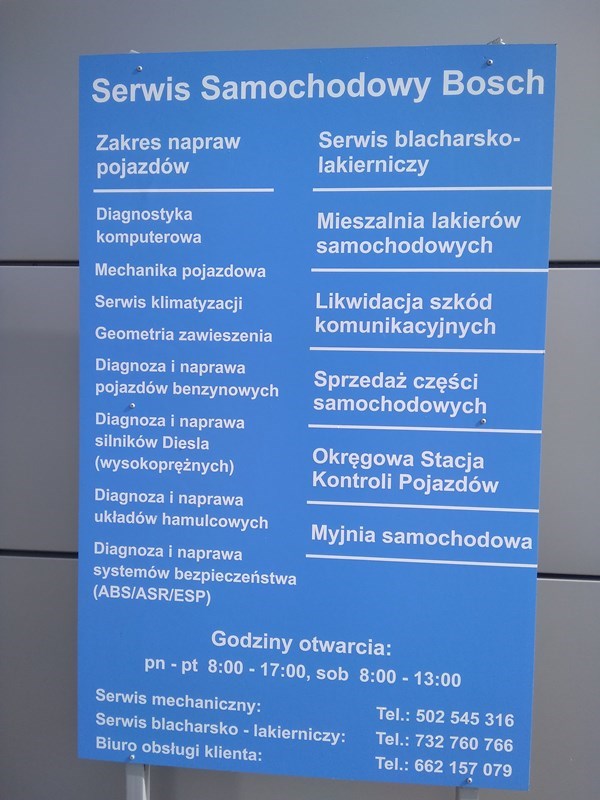 Serwis Samochodowy Bosch
Zakres napraw
pojazdów
Diagnostyka
komputerowa
Mechanika pojazdowa
Serwis klimatyzacji
Geometria zawieszenia
Diagnoza i naprawa
pojazdów benzynowych
Diagnoza i naprawa
silników Diesla
(wysokoprężnych)
Diagnoza i naprawa
układów hamulcowych
Diagnoza i naprawa
systemów bezpieczeństwa
(ABS/ASR/ESP)
Serwis blacharsko-
lakierniczy
Mieszalnia lakierów
samochodowych
Likwidacja szkód
komunikacyjnych
Sprzedaż części
samochodowych
Okręgowa Stacja
Kontroli Pojazdów
Myjnia samochodowa
Godziny otwarcia:
pn - pt 8:00 - 17:00, sob 8:00 - 13:00
Serwis mechaniczny: Tel.: 502 545 316
Serwis blacharsko - lakierniczy: Tel.: 732 760 766
Biuro obsługi klienta: Tel.: 662 157 079